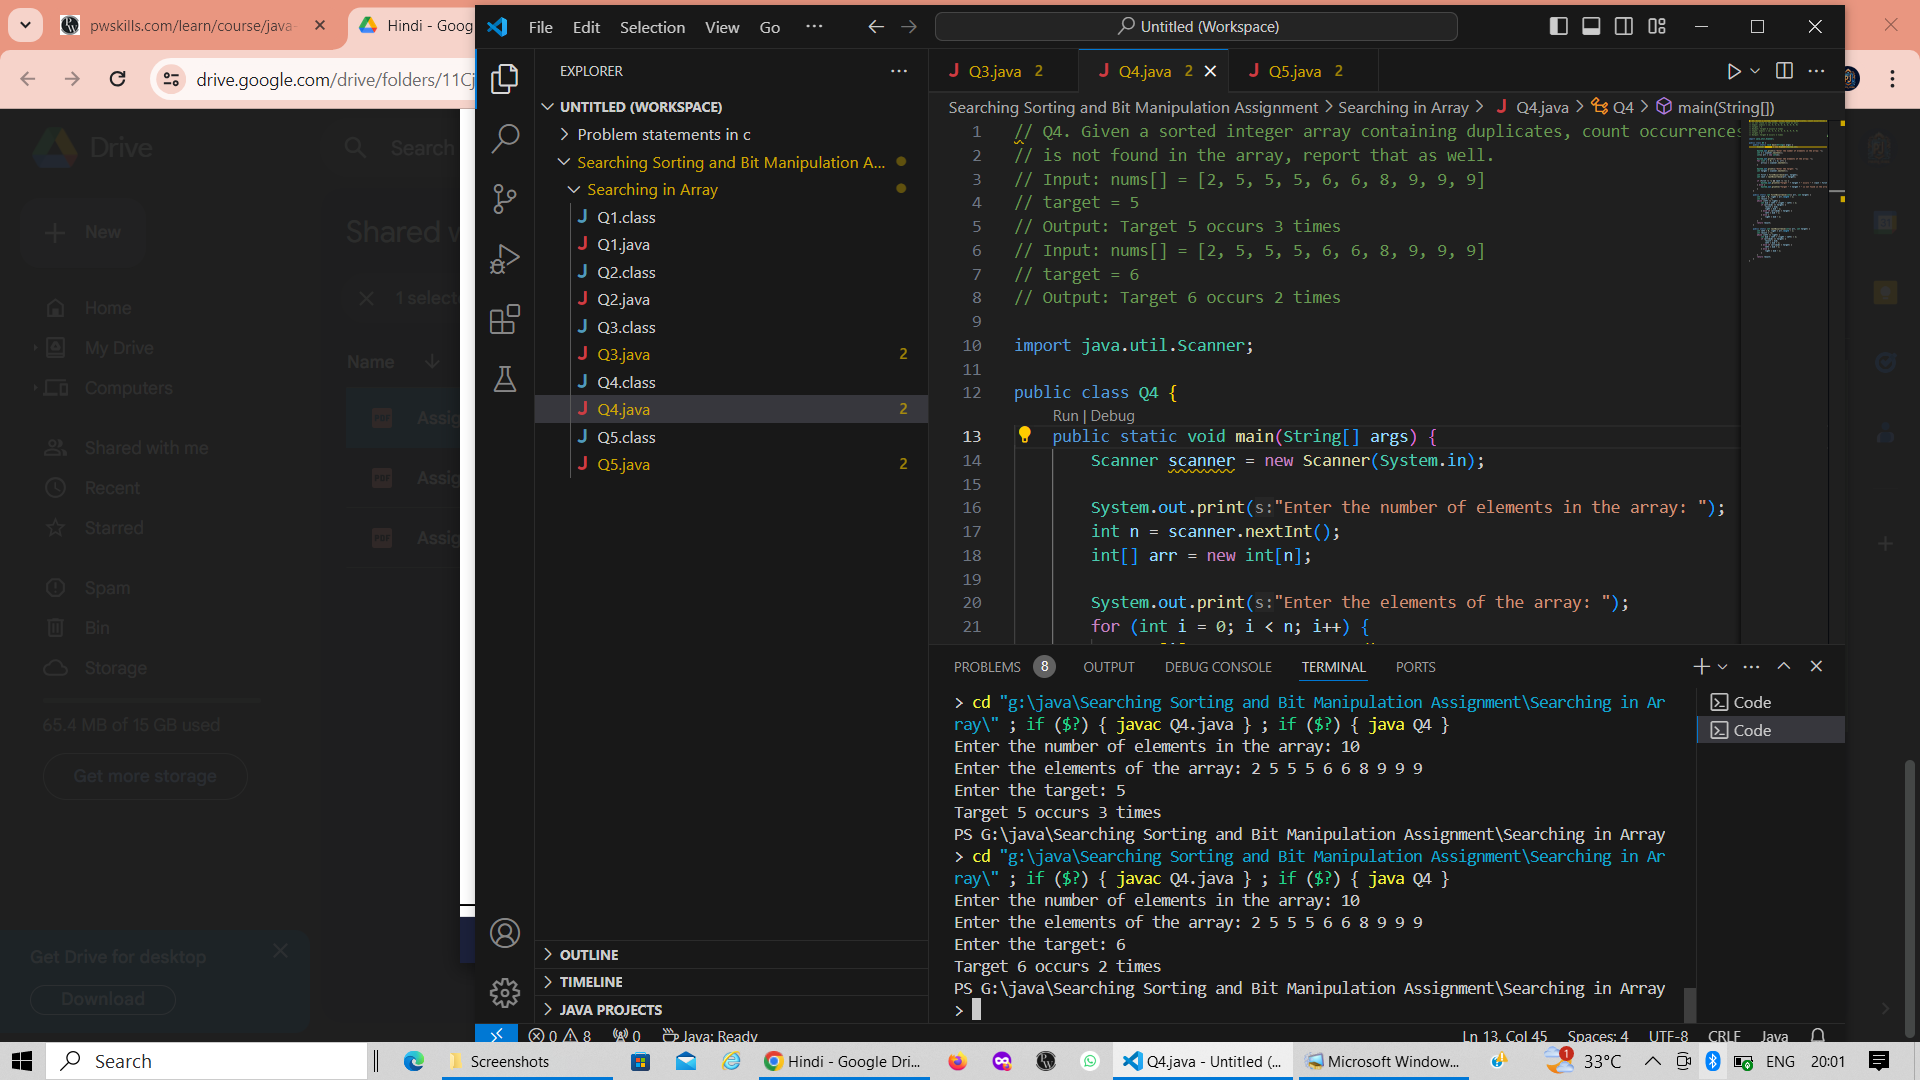 pwskills.com/learn/course/java-
Hindi - Goog
drive.google.com/drive/folders/11Cj
Drive
Search
New
Shared w
1 selecte
Home
My Drive
Computers
Name
Shared with me
Recent
Starred
Spam
Bin
Storage
Assig
Assig
Assig
65.4 MB of 15 GB used
Get more storage
Get Drive for desktop
Download
File Edit Selection View Go
Untitled (Workspace)
EXPLORER
UNTITLED (WORKSPACE)
Problem statements in c
Searching Sorting and Bit Manipulation A...
Searching in Array
J Q1.class
J Q1.java
J Q2.class
J Q2.java
J Q3.class
J Q3.java 2
J Q4.class
J Q4.java 2
J Q5.class
J Q5.java 2
OUTLINE
TIMELINE
JAVA PROJECTS
J Q3.java 2 J Q4.java 2 J Q5.java 2
Searching Sorting and Bit Manipulation Assignment > Searching in Array > J Q4.java > Q4 > main(String[])
1 // Q4. Given a sorted integer array containing duplicates, count occurrences
2 // is not found in the array, report that as well.
3 // Input: nums[] = [2, 5, 5, 5, 6, 6, 8, 9, 9, 9]
4 // target = 5
5 // Output: Target 5 occurs 3 times
6 // Input: nums[] = [2, 5, 5, 5, 6, 6, 8, 9, 9, 9]
7 // target = 6
8 // Output: Target 6 occurs 2 times
9
10 import java.util.Scanner;
11
12 public class Q4 {
Run | Debug
13 public static void main(String[] args) {
14 Scanner scanner = new Scanner(System.in);
15
16 System.out.print(s:"Enter the number of elements in the array: ");
17 int n = scanner.nextInt();
18 int[] arr = new int[n];
19
20 System.out.print(s:"Enter the elements of the array: ");
21 for (int i = 0; i < n; i++) {
PROBLEMS 8 OUTPUT DEBUG CONSOLE TERMINAL PORTS
> cd "g:\java\Searching Sorting and Bit Manipulation Assignment\Searching in Ar
ray\" ; if ($?) { javac Q4.java } ; if ($?) { java Q4 }
Enter the number of elements in the array: 10
Enter the elements of the array: 2 5 5 5 6 6 8 9 9 9
Enter the target: 5
Target 5 occurs 3 times
PS G:\java\Searching Sorting and Bit Manipulation Assignment\Searching in Array
> cd "g:\java\Searching Sorting and Bit Manipulation Assignment\Searching in Ar
ray\" ; if ($?) { javac Q4.java } ; if ($?) { java Q4 }
Enter the number of elements in the array: 10
Enter the elements of the array: 2 5 5 5 6 6 8 9 9 9
Enter the target: 6
Target 6 occurs 2 times
PS G:\java\Searching Sorting and Bit Manipulation Assignment\Searching in Array
>
Code
Code
0 8 0 Java: Ready Ln 13, Col 45 Spaces: 4 UTF-8 CRLF Java
Search
Screenshots
Hindi - Google Dri...
Q4.java - Untitled (...
Microsoft Window...
1
33°C
ENG
20:01